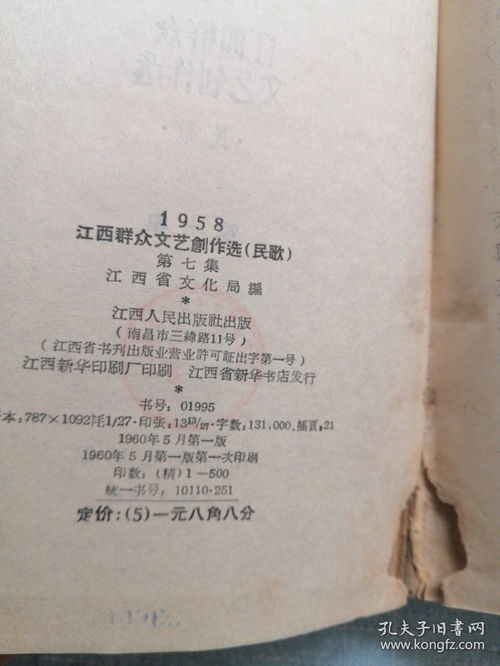 1958
江西群众文艺創作选(民歌)
第七集
江西省文化局編
*
江西人民出版社出版
(南昌市三緯路11号)
(江西省书刊出版业营业許可証出字第一号)
江西新华印刷厂印刷 江西省新华书店发行
*
书号: 01995
本: 787×1092耗1/27·印张: 13 13/27·字数: 131,000 插頁: 21
1960年5月第一版
1960年5月第一版第一次印刷
印数: (精) 1—500
統一书号: 10110·251
定价: (5)一元八角八分
孔夫子旧书网
www.kongfz.com